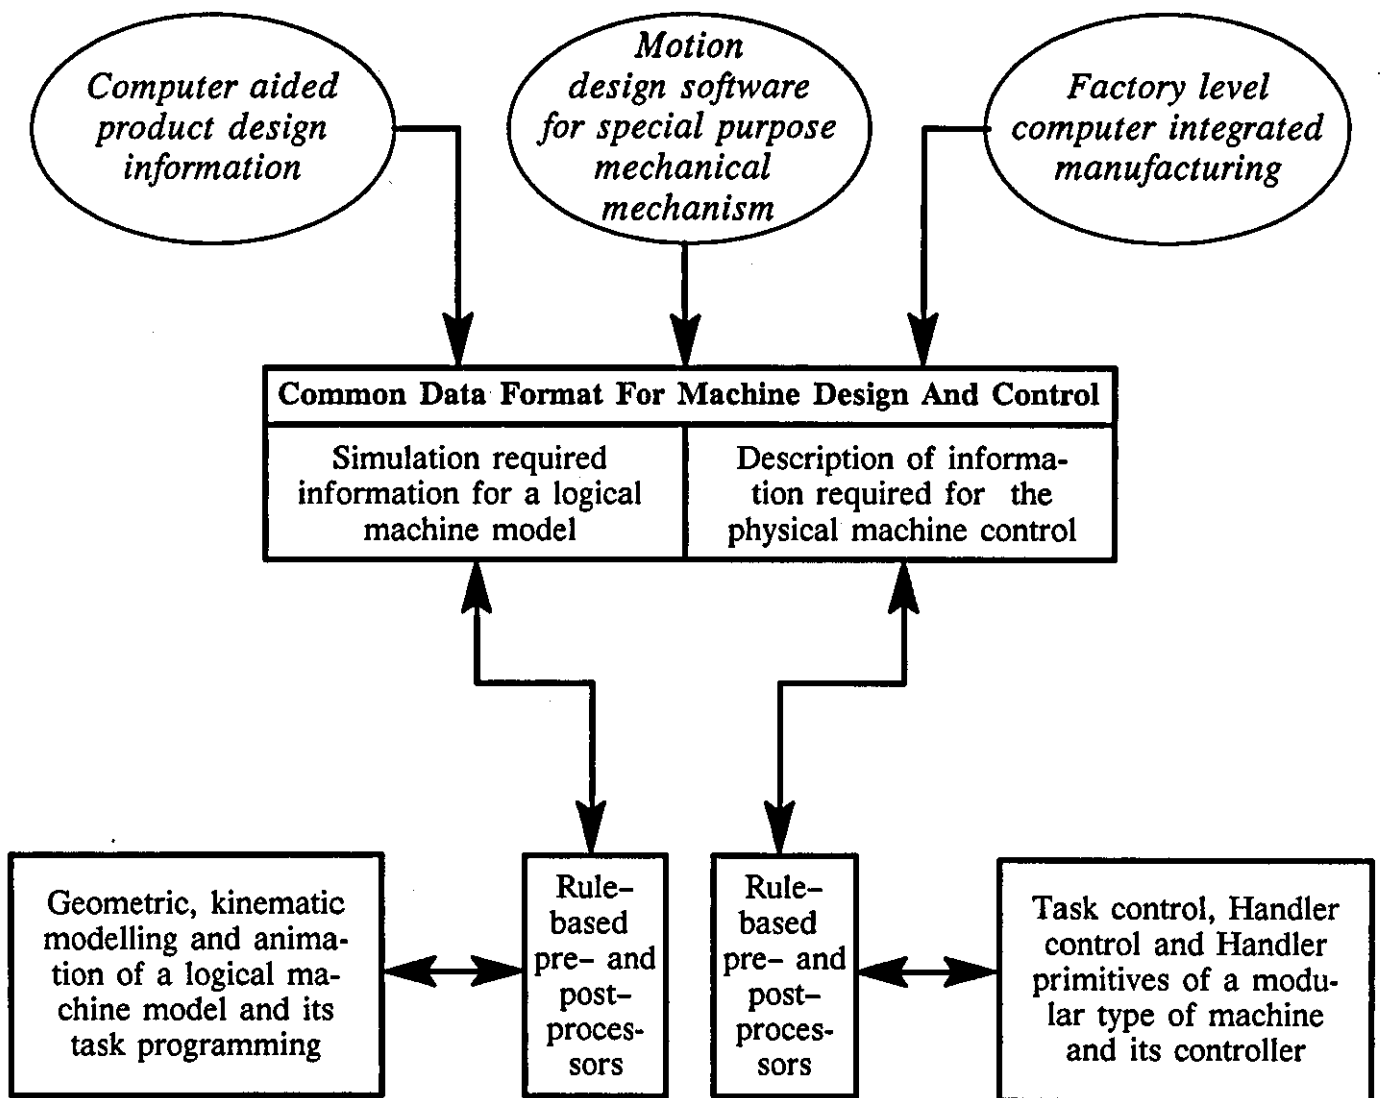 Computer aided
product design
information
Motion
design software
for special purpose
mechanical
mechanism
Factory level
computer integrated
manufacturing
Common Data Format For Machine Design And Control
Simulation required
information for a logical
machine model
Description of informa-
tion required for the
physical machine control
Geometric, kinematic
modelling and anima-
tion of a logical ma-
chine model and its
task programming
Rule-
based
pre- and
post-
proces-
sors
Rule-
based
pre- and
post-
proces-
sors
Task control, Handler
control and Handler
primitives of a modu-
lar type of machine
and its controller